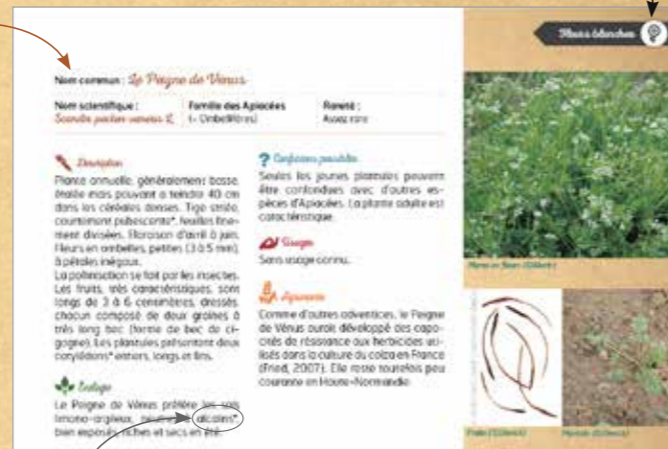 Fleurs blanches
Nom commun : Le Peigne de Vénus
Nom scientifique :
Scandix pecten-veneris L.
Famille des Apiacées
(= Ombellifères)
Rareté :
Assez rare
Description
Plante annuelle, généralement basse,
étalée mais pouvant atteindre 40 cm
dans les céréales denses. Tige striée,
courtement pubescente*, feuilles fine-
ment divisées. Floraison d'avril à juin.
Fleurs en ombelles, petites (3 à 5 mm),
à pétales inégaux.
La pollinisation se fait par les insectes.
Les fruits, très caractéristiques, sont
longs de 3 à 6 centimètres, dressés,
chacun composé de deux graines à
très long bec (forme de bec de ci-
gogne). Les plantules présentent deux
cotylédons* entiers, longs et fins.
Ecologie
Le Peigne de Vénus préfère les sols
limono-argileux, neutres à alcalins*,
bien exposés, riches et secs en été.
Confusions possibles
Seules les jeunes plantules peuvent
être confondues avec d'autres es-
pèces d'Apiacées. La plante adulte est
caractéristique.
Usages
Sans usage connu.
Agronomie
Comme d'autres adventices, le Peigne
de Vénus aurait développé des capa-
cités de résistance aux herbicides uti-
lisés dans la culture du colza en France
(Fried, 2007). Elle reste toutefois peu
courante en Haute-Normandie
Plante en fleurs
Fruits
Plantule